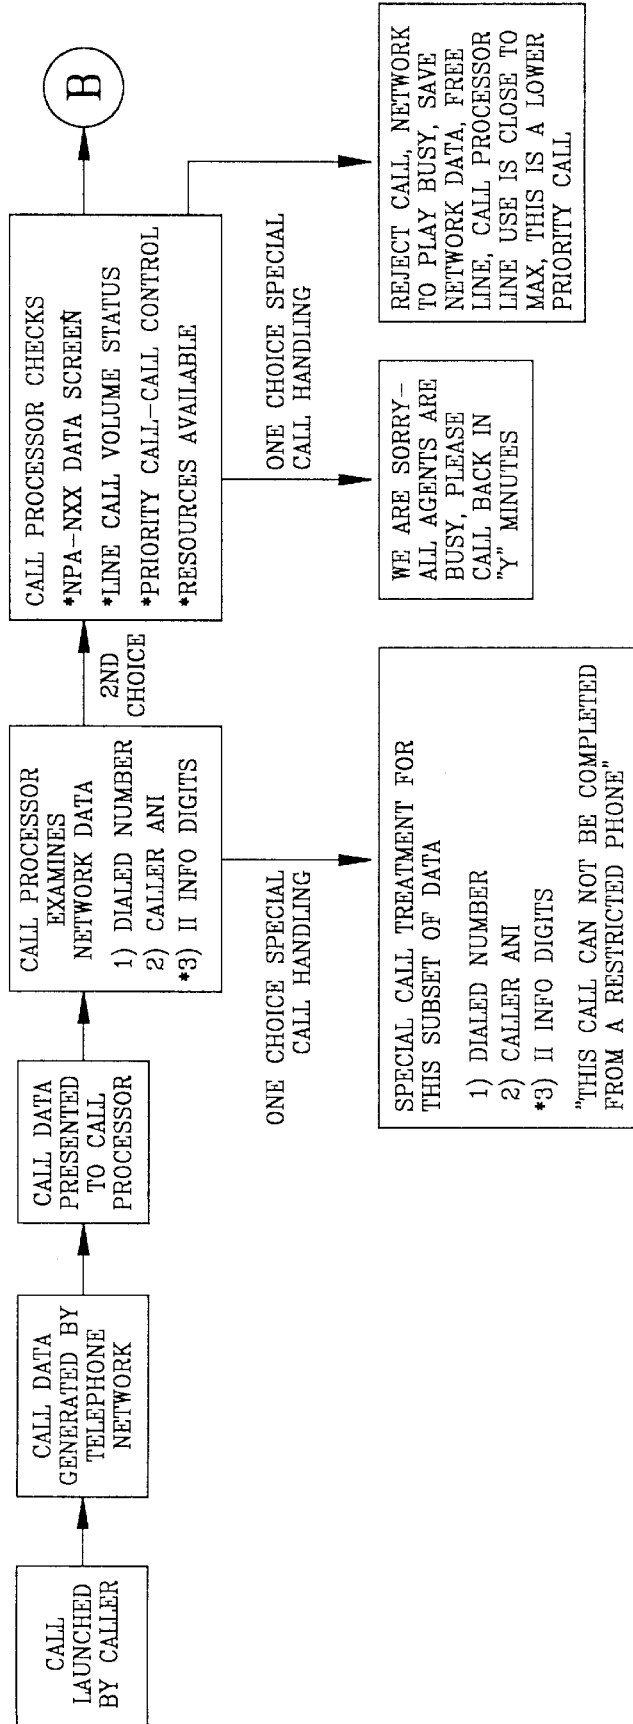 CALL
LAUNCHED
BY CALLER
CALL DATA
GENERATED BY
TELEPHONE
NETWORK
CALL DATA
PRESENTED
TO CALL
PROCESSOR
CALL PROCESSOR
EXAMINES
NETWORK DATA
1) DIALED NUMBER
2) CALLER ANI
*3) II INFO DIGITS
2ND
CHOICE
CALL PROCESSOR CHECKS
*NPA-NXX DATA SCREEN
*LINE CALL VOLUME STATUS
*PRIORITY CALL-CALL CONTROL
*RESOURCES AVAILABLE
B
ONE CHOICE SPECIAL
CALL HANDLING
ONE CHOICE SPECIAL
CALL HANDLING
SPECIAL CALL TREATMENT FOR
THIS SUBSET OF DATA
1) DIALED NUMBER
2) CALLER ANI
*3) II INFO DIGITS
"THIS CALL CAN NOT BE COMPLETED
FROM A RESTRICTED PHONE"
WE ARE SORRY-
ALL AGENTS ARE
BUSY, PLEASE
CALL BACK IN
"Y" MINUTES
REJECT CALL, NETWORK
TO PLAY BUSY, SAVE
NETWORK DATA, FREE
LINE, CALL PROCESSOR
LINE USE IS CLOSE TO
MAX, THIS IS A LOWER
PRIORITY CALL